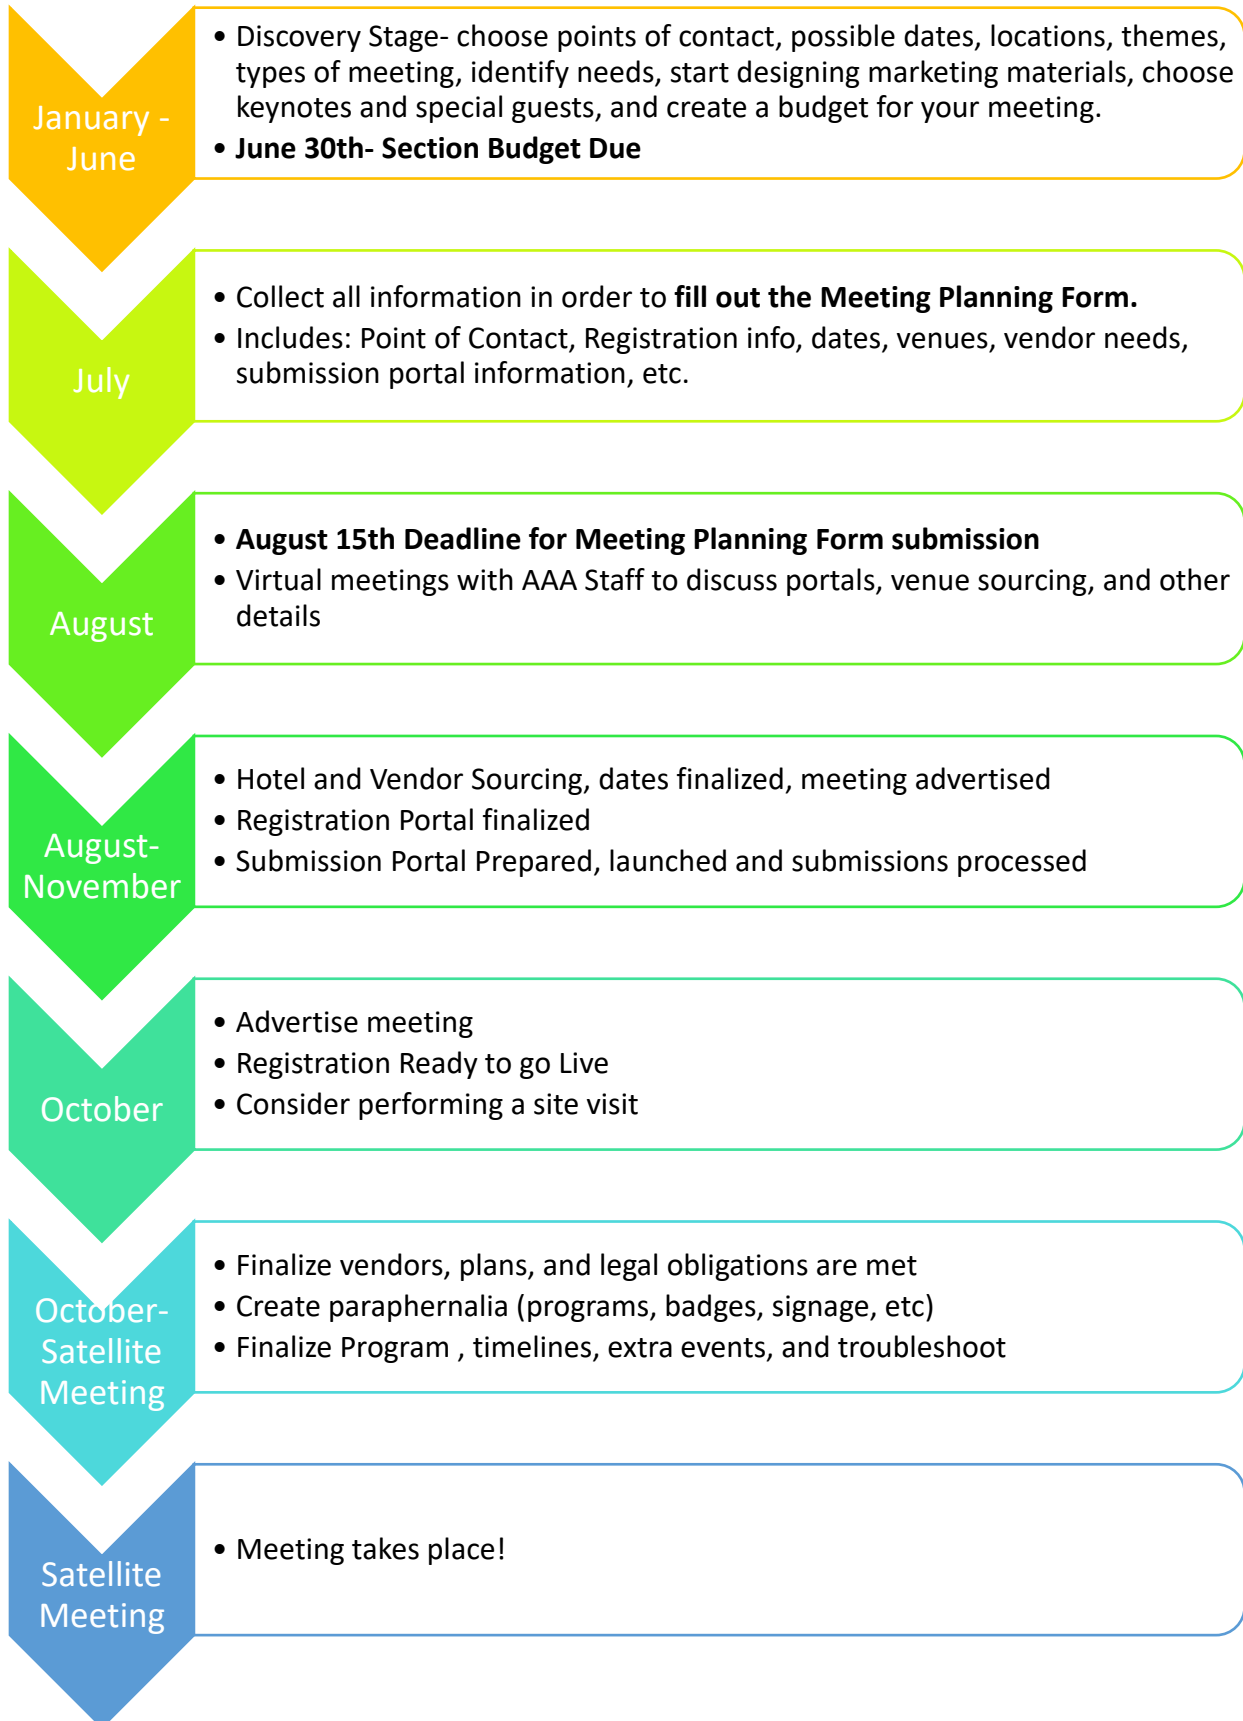 January -
June
• Discovery Stage- choose points of contact, possible dates, locations, themes,
types of meeting, identify needs, start designing marketing materials, choose
keynotes and special guests, and create a budget for your meeting.
• June 30th- Section Budget Due
July
• Collect all information in order to fill out the Meeting Planning Form.
• Includes: Point of Contact, Registration info, dates, venues, vendor needs,
submission portal information, etc.
August
• August 15th Deadline for Meeting Planning Form submission
• Virtual meetings with AAA Staff to discuss portals, venue sourcing, and other
details
August-
November
• Hotel and Vendor Sourcing, dates finalized, meeting advertised
• Registration Portal finalized
• Submission Portal Prepared, launched and submissions processed
October
• Advertise meeting
• Registration Ready to go Live
• Consider performing a site visit
October-
Satellite
Meeting
• Finalize vendors, plans, and legal obligations are met
• Create paraphernalia (programs, badges, signage, etc)
• Finalize Program , timelines, extra events, and troubleshoot
Satellite
Meeting
• Meeting takes place!